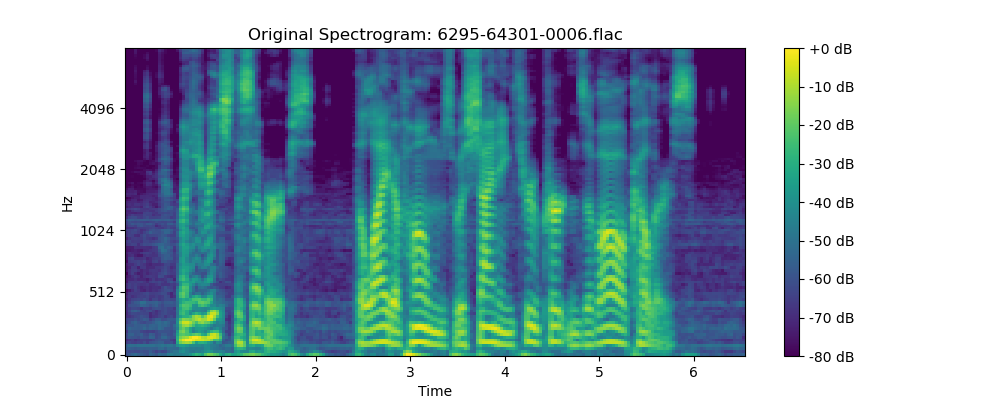 Original Spectrogram: 6295-64301-0006.flac
Hz
4096
2048
1024
512
0
0 1 2 3 4 5 6
Time
+0 dB
-10 dB
-20 dB
-30 dB
-40 dB
-50 dB
-60 dB
-70 dB
-80 dB